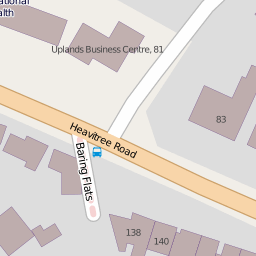 ational
alth
Uplands Business Centre, 81
83
Heavitree Road
Baring Flats
138
140